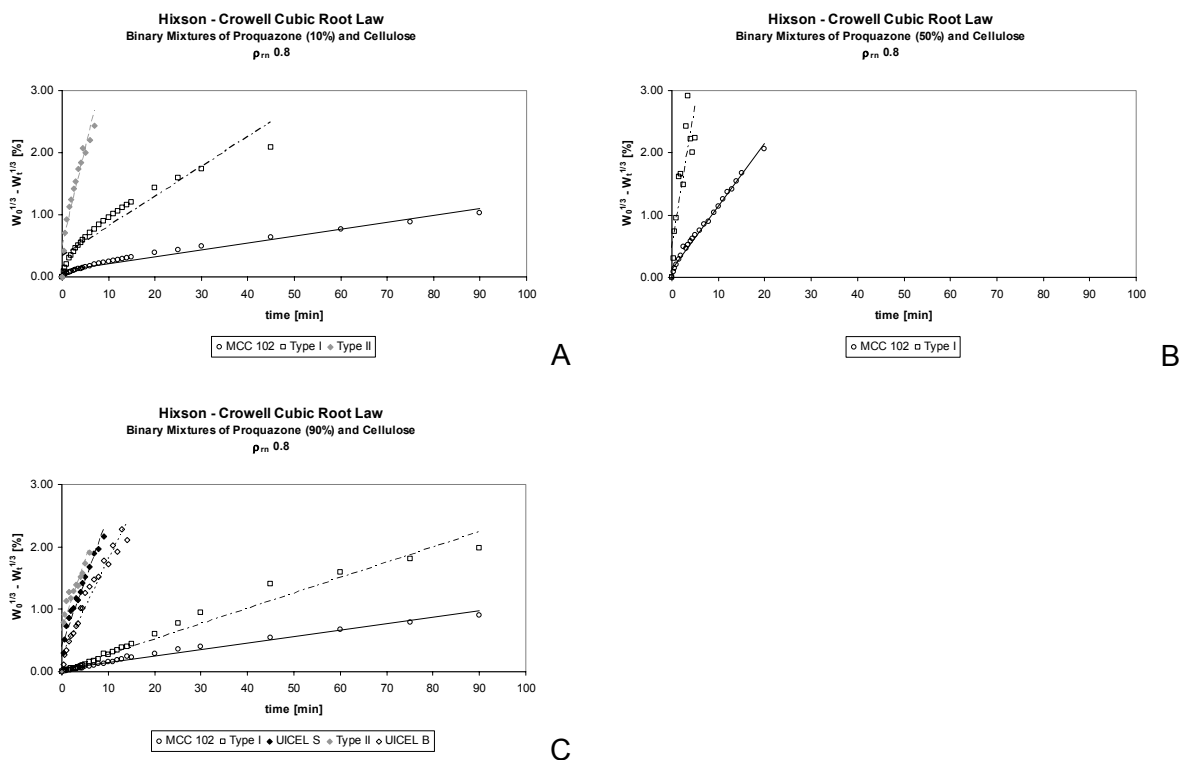 Hixson - Crowell Cubic Root Law
Binary Mixtures of Proquazone (10%) and Cellulose
ρrn 0.8
W0^1/3 - Wt^1/3 [%]
3.00
2.00
1.00
0.00
0 10 20 30 40 50 60 70 80 90 100
time [min]
MCC 102 Type I Type II
A
Hixson - Crowell Cubic Root Law
Binary Mixtures of Proquazone (50%) and Cellulose
ρrn 0.8
W0^1/3 - Wt^1/3 [%]
3.00
2.00
1.00
0.00
0 10 20 30 40 50 60 70 80 90 100
time [min]
MCC 102 Type I
B
Hixson - Crowell Cubic Root Law
Binary Mixtures of Proquazone (90%) and Cellulose
ρrn 0.8
W0^1/3 - Wt^1/3 [%]
3.00
2.00
1.00
0.00
0 10 20 30 40 50 60 70 80 90 100
time [min]
MCC 102 Type I UICEL S Type II UICEL B
C